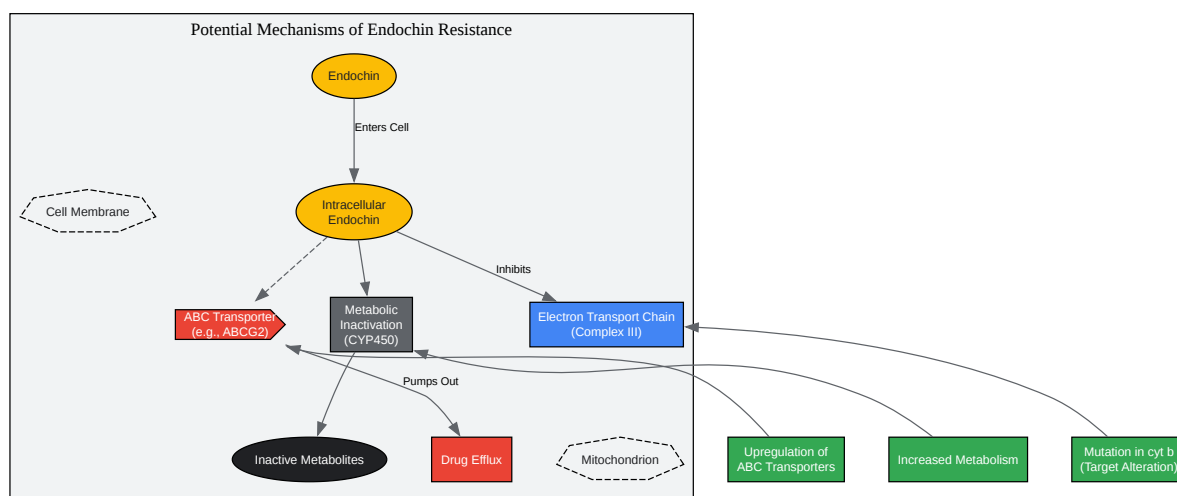 Potential Mechanisms of Endochin Resistance
Endochin
Enters Cell
Cell Membrane
Intracellular
Endochin
Inhibits
ABC Transporter
(e.g., ABCG2)
Metabolic
Inactivation
(CYP450)
Electron Transport Chain
(Complex III)
Pumps Out
Inactive Metabolites
Drug Efflux
Mitochondrion
Upregulation of
ABC Transporters
Increased Metabolism
Mutation in cyt b
(Target Alteration)